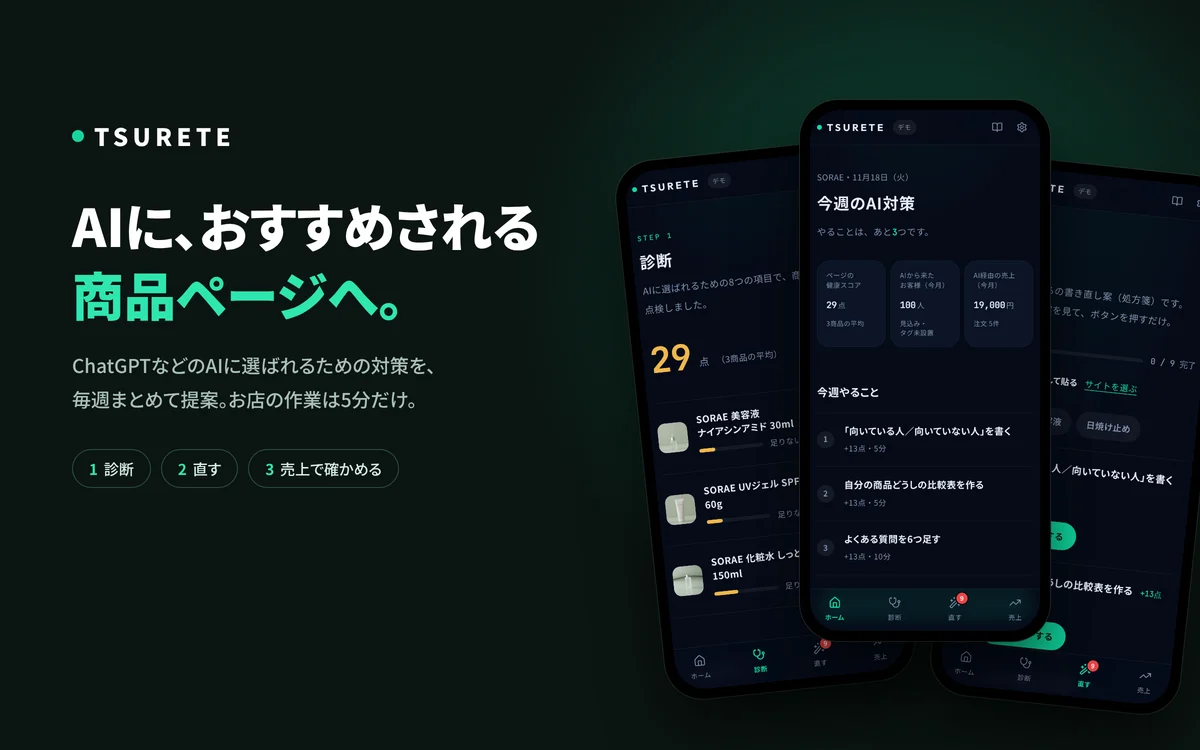 TSURETE
AIに、おすすめされる
商品ページへ。
ChatGPTなどのAIに選ばれるための対策を、
毎週まとめて提案。お店の作業は5分だけ。
1 診断
2 直す
3 売上で確かめる
TSURETE デモ
STEP 1
診断
AIに選ばれるための8つの項目で、商
点検しました。
29 点 (3商品の平均)
SORAE 美容液
ナイアシンアミド 30ml
足りない
SORAE UVジェル SPF
60g
足りな
SORAE 化粧水 しっと
150ml
足り
ホーム
診断
直す
9
売上
TSURETE デモ
SORAE・11月18日(火)
今週のAI対策
やることは、あと3つです。
ページの
健康スコア
29点
3商品の平均
AIから来た
お客様(今月)
100人
見込み・
タグ未設置
AI経由の売上
(今月)
19,000円
注文 5件
今週やること
1
「向いている人/向いていない人」を書く
+13点・5分
2
自分の商品どうしの比較表を作る
+13点・5分
3
よくある質問を6つ足す
+13点・10分
ホーム
診断
直す
9
売上
TE デモ
の書き直し案(処方箋)です。
を見て、ボタンを押すだけ。
0 / 9 完了
して貼る サイトを選ぶ
容液
日焼け止め
人/向いていない人」を書く
する
うしの比較表を作る +13点
する
ホーム
診断
直す
9
売上